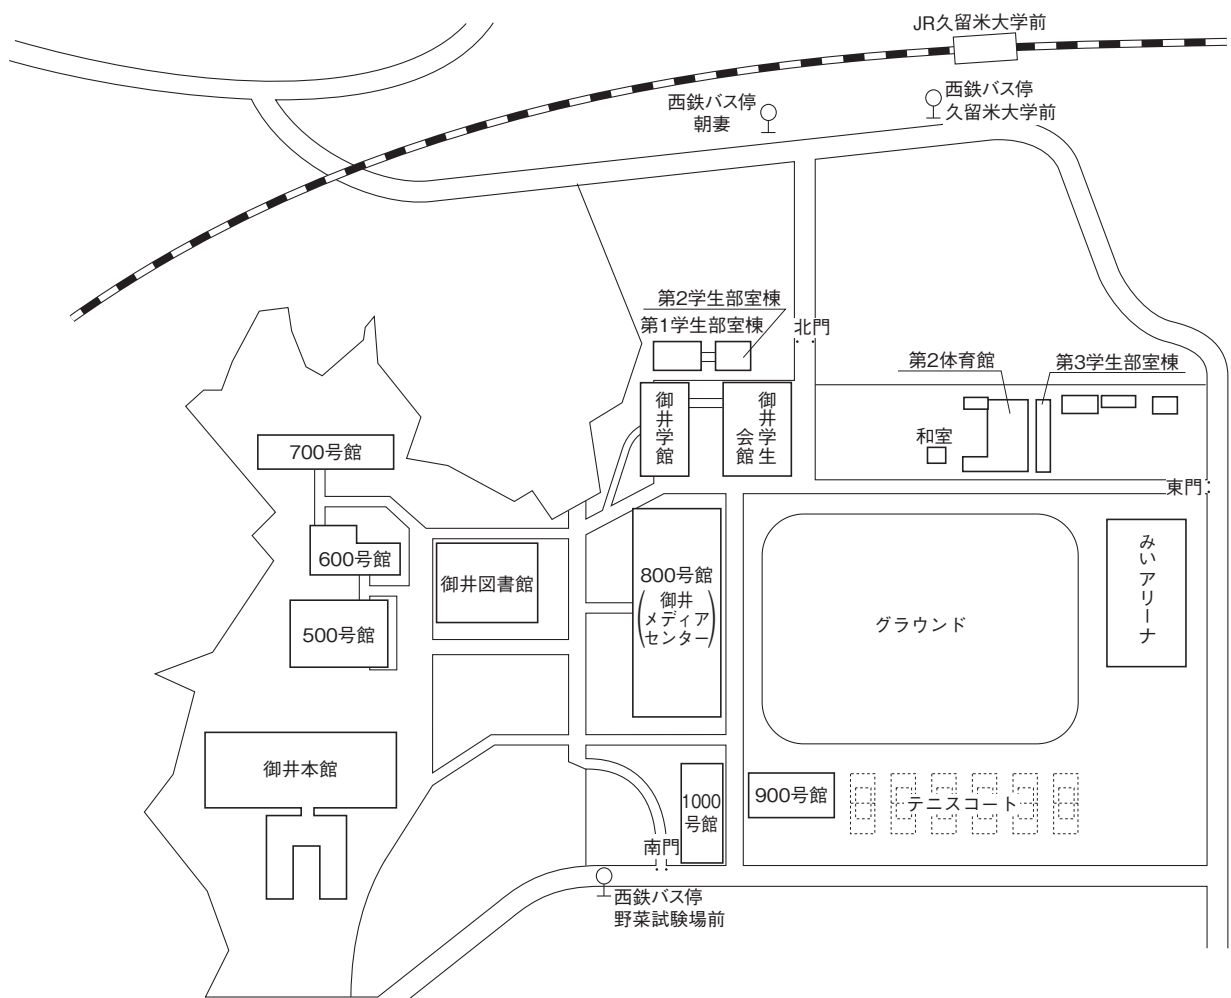 JR久留米大学前
西鉄バス停
朝妻
西鉄バス停
久留米大学前
第2学生部室棟
第1学生部室棟
北門
第2体育館
第3学生部室棟
御井学館
御井学生
会館
和室
700号館
東門
600号館
御井図書館
800号館
(御井
メディア
センター)
みいアリーナ
500号館
グラウンド
御井本館
1000
号館
900号館
テニスコート
南門
西鉄バス停
野菜試験場前